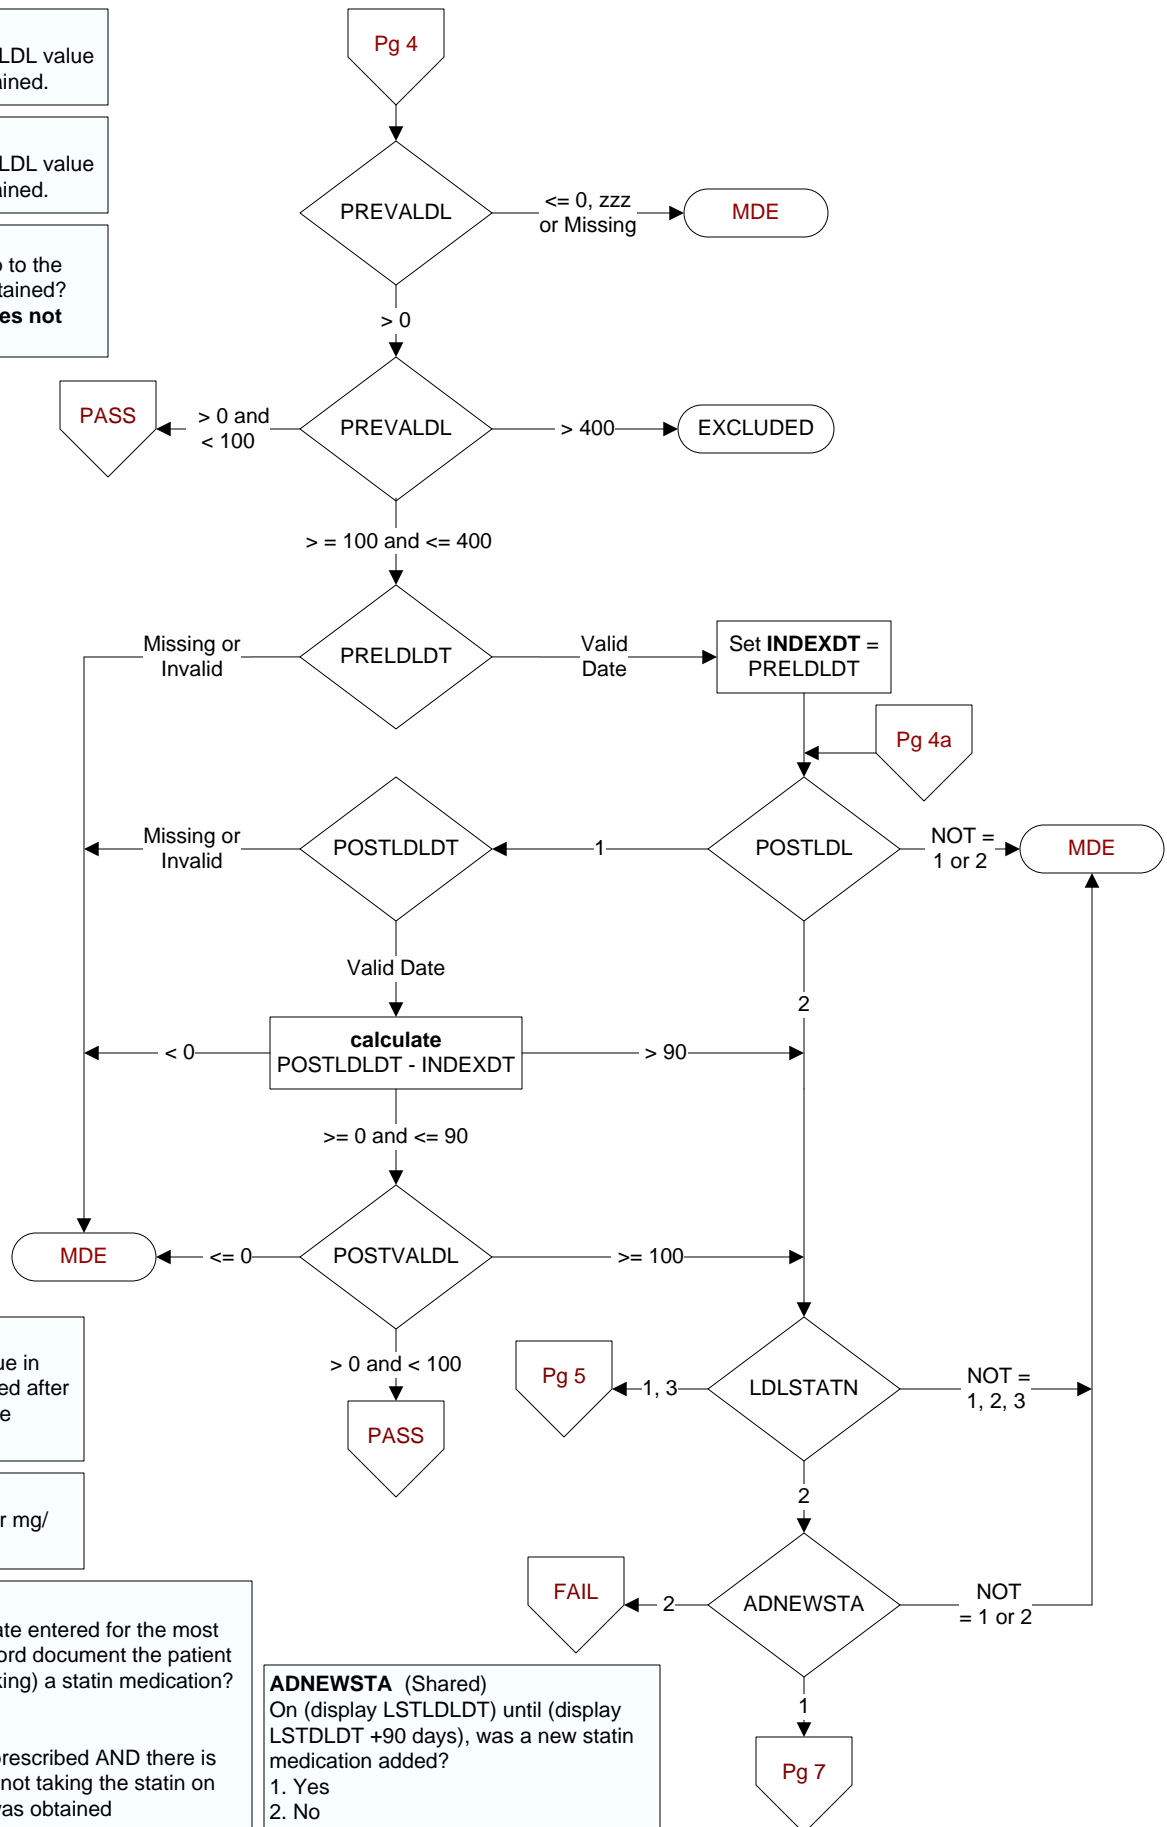 LDL value
ained.
LDL value
ained.
o to the
tained?
es not
Pg 4
PREVALDL
<= 0, zzz
or Missing
MDE
> 0
PASS
> 0 and
< 100
PREVALDL
> 400
EXCLUDED
> = 100 and <= 400
Missing or
Invalid
PRELDLDT
Valid
Date
Set INDEXDT =
PRELDLDT
Pg 4a
Missing or
Invalid
POSTLDLDT
1
POSTLDL
NOT =
1 or 2
MDE
Valid Date
2
< 0
calculate
POSTLDLDT - INDEXDT
> 90
>= 0 and <= 90
MDE
<= 0
POSTVALDL
>= 100
ue in
ed after
e
> 0 and < 100
PASS
Pg 5
1, 3
LDLSTATN
NOT =
1, 2, 3
r mg/
2
FAIL
2
ADNEWSTA
NOT
= 1 or 2
ate entered for the most
ord document the patient
king) a statin medication?
prescribed AND there is
not taking the statin on
was obtained
ADNEWSTA (Shared)
On (display LSTLDLDT) until (display
LSTDLDT +90 days), was a new statin
medication added?
1. Yes
2. No
1
Pg 7